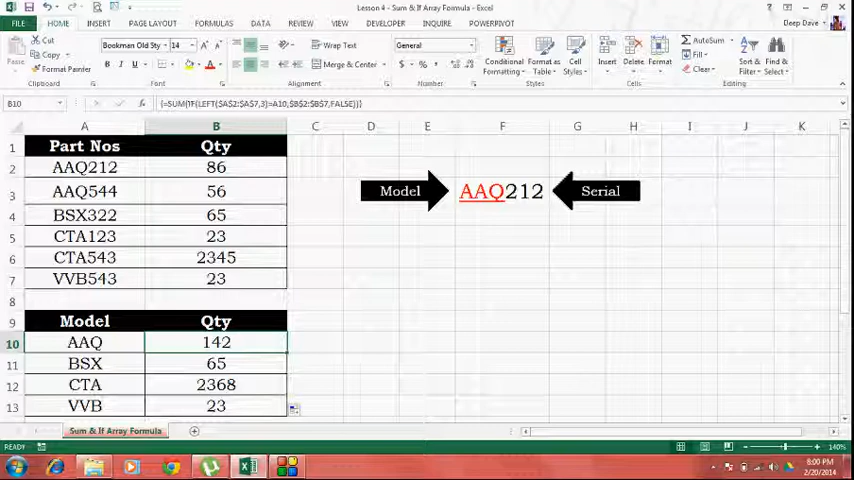 Lesson 4 - Sum & If Array Formula - Excel
FILE HOME INSERT PAGE LAYOUT FORMULAS DATA REVIEW VIEW DEVELOPER INQUIRE POWERPIVOT Deep Dave
Cut
Copy
Format Painter
Paste
Clipboard
Bookman Old Sty 14
B I U
Font
Wrap Text
Merge & Center
Alignment
General
$ % ,
Number
Conditional Formatting
Format as Table
Cell Styles
Styles
Insert Delete Format
Cells
AutoSum
Fill
Clear
Sort & Filter
Find & Select
Editing
B10 fx {=SUM(IF(LEFT($A$2:$A$7,3)=A10,$B$2:$B$7,FALSE))}
A B C D E F G H I J K
1 Part Nos Qty
2 AAQ212 86
3 AAQ544 56 Model AAQ212 Serial
4 BSX322 65
5 CTA123 23
6 CTA543 2345
7 VVB543 23
8
9 Model Qty
10 AAQ 142
11 BSX 65
12 CTA 2368
13 VVB 23
Sum & If Array Formula
READY 140%
8:00 PM
2/20/2014